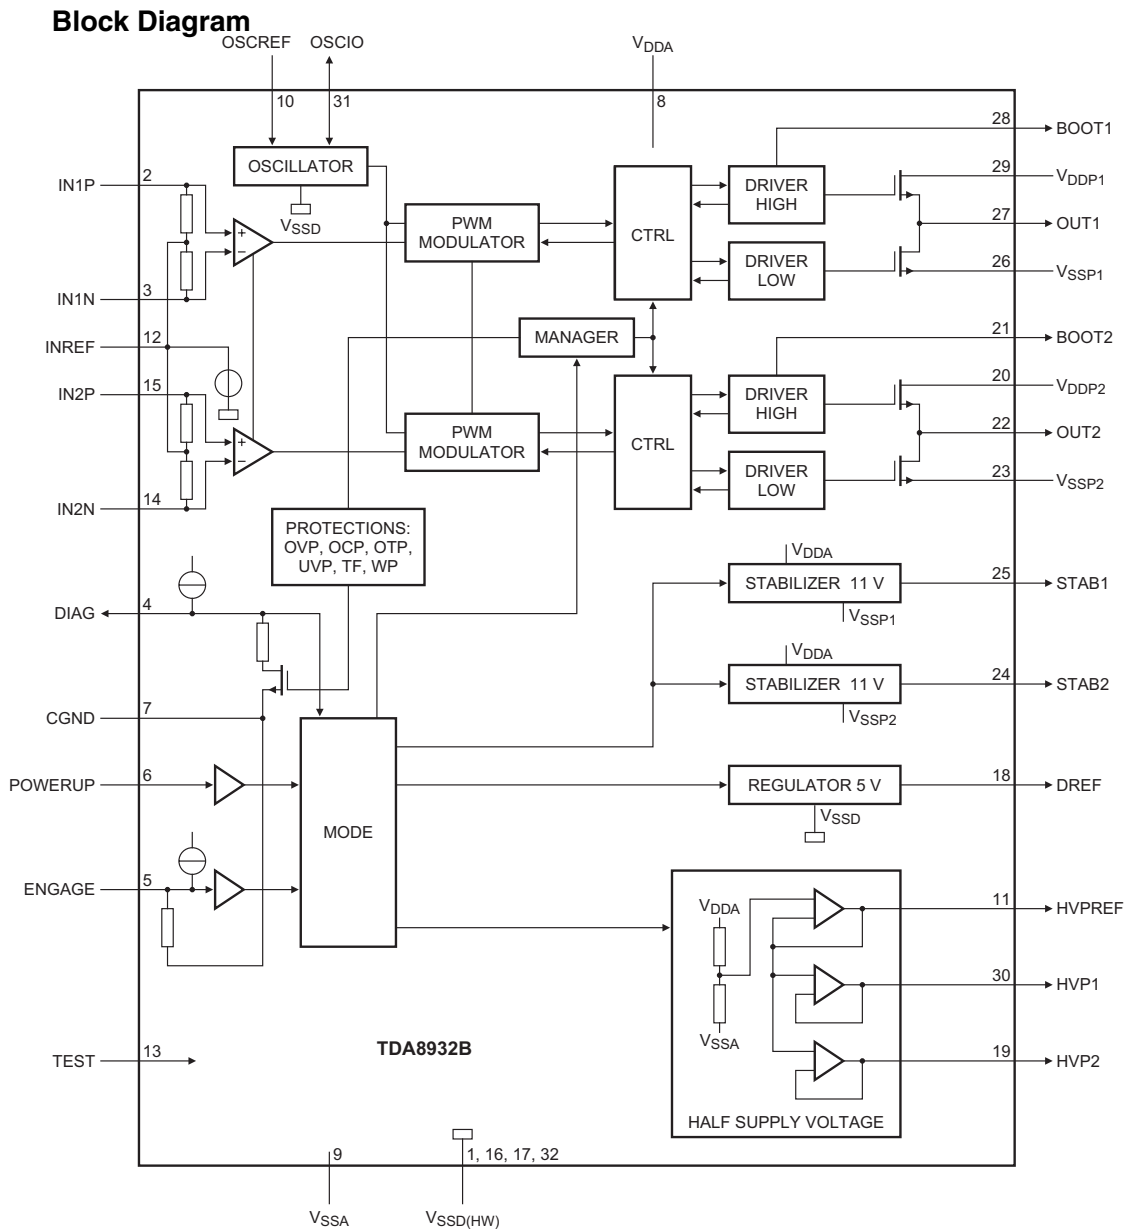 Block Diagram
OSCREF
OSCIO
VDDA
10
31
8
28
BOOT1
OSCILLATOR
VSSD
IN1P
2
29
VDDP1
DRIVER
HIGH
PWM
MODULATOR
CTRL
27
OUT1
+
−
DRIVER
LOW
26
VSSP1
IN1N
3
INREF
12
MANAGER
21
BOOT2
IN2P
15
20
VDDP2
DRIVER
HIGH
PWM
MODULATOR
CTRL
22
OUT2
+
−
DRIVER
LOW
23
VSSP2
IN2N
14
PROTECTIONS:
OVP, OCP, OTP,
UVP, TF, WP
VDDA
STABILIZER 11 V
25
STAB1
VSSP1
DIAG
4
VDDA
STABILIZER 11 V
24
STAB2
VSSP2
CGND
7
POWERUP
6
REGULATOR 5 V
18
DREF
VSSD
MODE
ENGAGE
5
VDDA
11
HVPREF
30
HVP1
VSSA
TEST
13
TDA8932B
19
HVP2
HALF SUPPLY VOLTAGE
9
1, 16, 17, 32
VSSA
VSSD(HW)